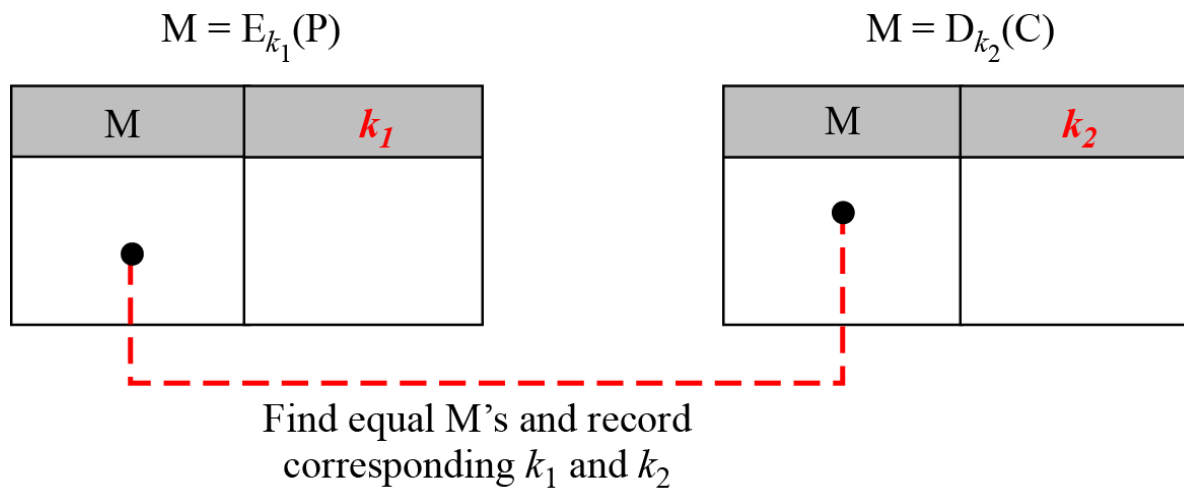 M = E_{k_1}(P)
M = D_{k_2}(C)
M k_1
M k_2
Find equal M’s and record
corresponding k_1 and k_2